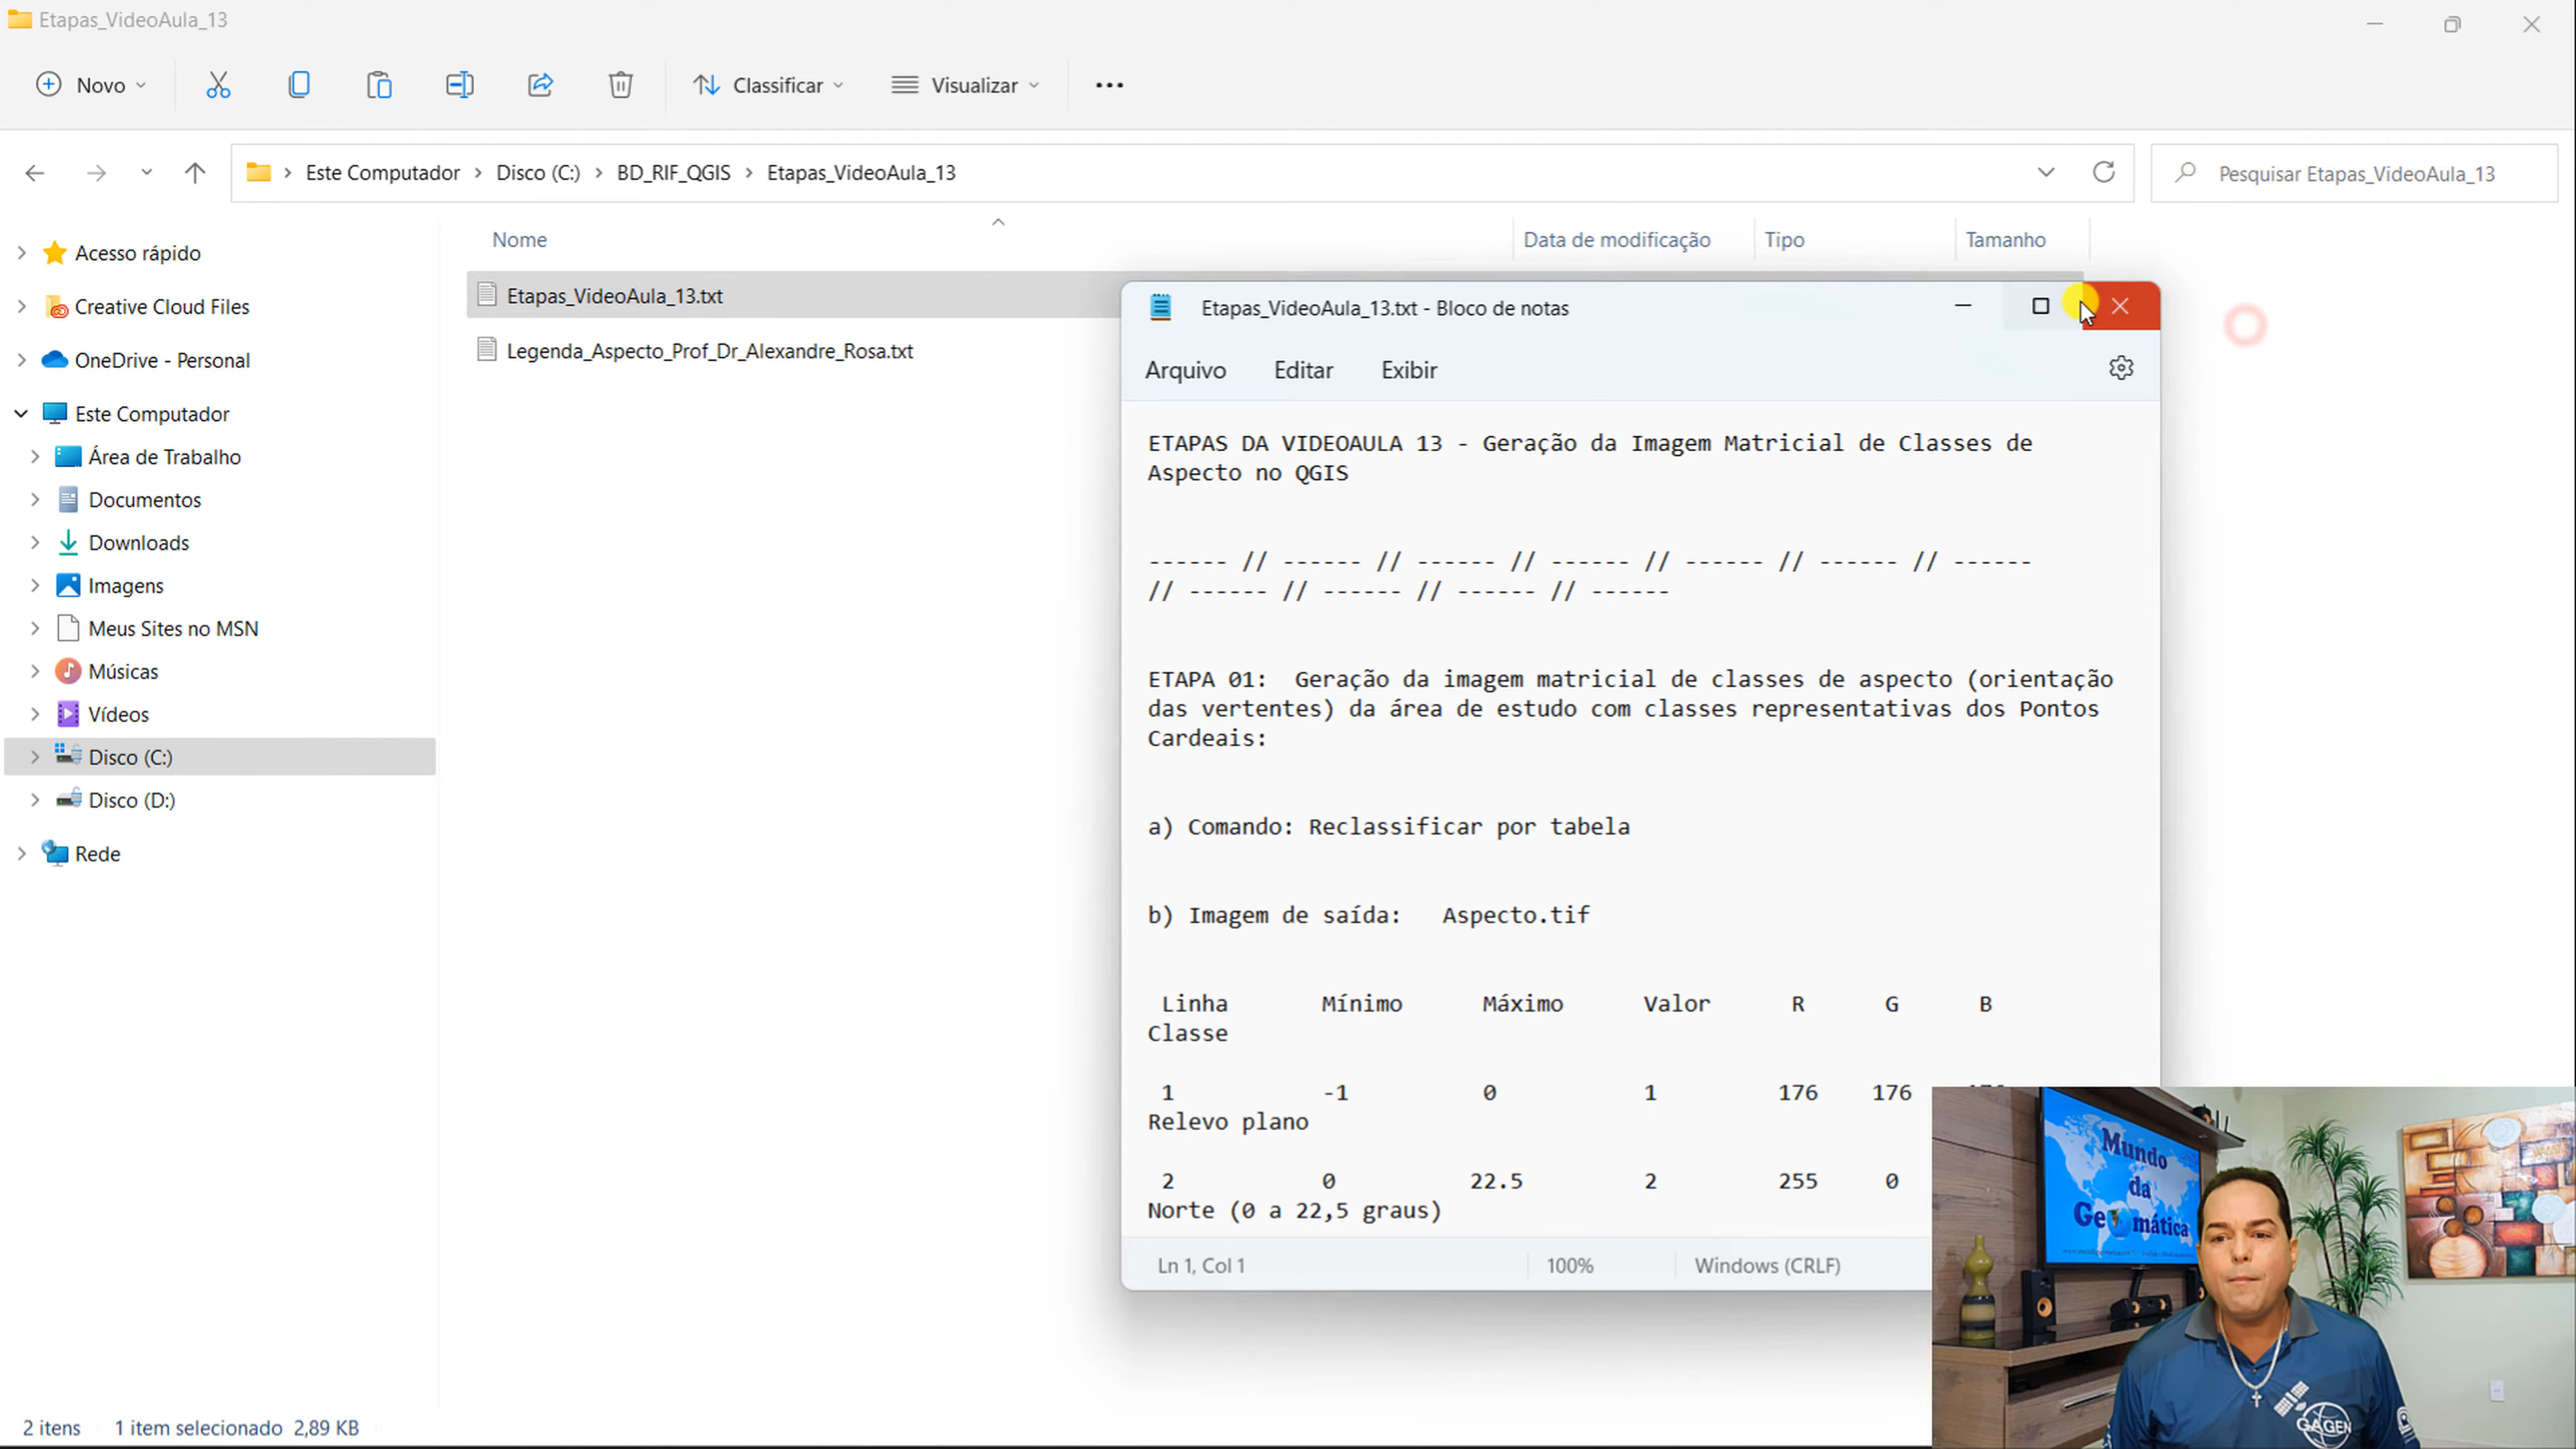 Etapas_VideoAula_13
Novo
Classificar
Visualizar
Este Computador
Disco (C:)
BD_RIF_QGIS
Etapas_VideoAula_13
Pesquisar Etapas_VideoAula_13
Nome
Data de modificação
Tipo
Tamanho
Acesso rápido
Creative Cloud Files
OneDrive - Personal
Este Computador
Área de Trabalho
Documentos
Downloads
Imagens
Meus Sites no MSN
Músicas
Vídeos
Disco (C:)
Disco (D:)
Rede
Etapas_VideoAula_13.txt
Legenda_Aspecto_Prof_Dr_Alexandre_Rosa.txt
Etapas_VideoAula_13.txt - Bloco de notas
Arquivo Editar Exibir
ETAPAS DA VIDEOAULA 13 - Geração da Imagem Matricial de Classes de
Aspecto no QGIS
------ // ------ // ------ // ------ // ------ // ------ // ------
// ------ // ------ // ------ // ------
ETAPA 01: Geração da imagem matricial de classes de aspecto (orientação
das vertentes) da área de estudo com classes representativas dos Pontos
Cardeais:
a) Comando: Reclassificar por tabela
b) Imagem de saída: Aspecto.tif
Linha Mínimo Máximo Valor R G B
Classe
1 -1 0 1 176 176
Relevo plano
2 0 22.5 2 255 0
Norte (0 a 22,5 graus)
Ln 1, Col 1
100%
Windows (CRLF)
Mundo
da
Geomática
GAGEN
2 itens
1 item selecionado 2,89 KB